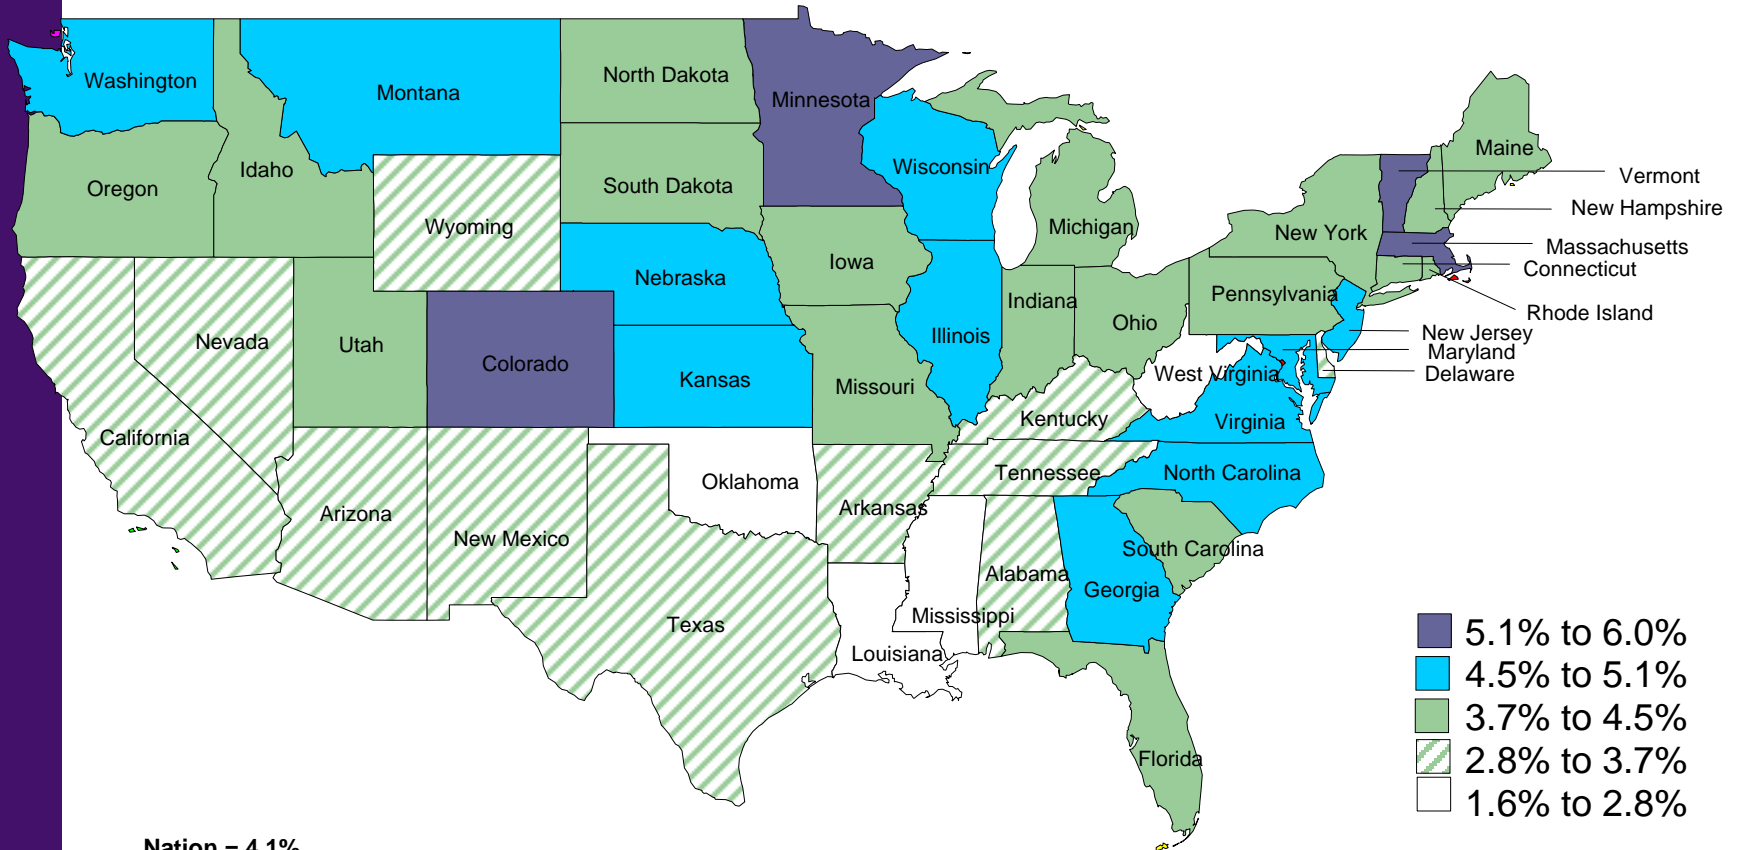 Washington
Montana
North Dakota
Minnesota
Maine
Wisconsin
Idaho
Oregon
South Dakota
Vermont
New Hampshire
Wyoming
Michigan
New York
Massachusetts
Connecticut
Iowa
Nebraska
Pennsylvania
Indiana
Rhode Island
Ohio
New Jersey
Nevada
Utah
Illinois
Maryland
Colorado
Kansas
Missouri
West Virginia
Delaware
California
Kentucky
Virginia
Oklahoma
Tennessee
North Carolina
Arizona
Arkansas
New Mexico
South Carolina
Alabama
Georgia
Texas
Mississippi
Louisiana
Florida
5.1% to 6.0%
4.5% to 5.1%
3.7% to 4.5%
2.8% to 3.7%
1.6% to 2.8%
Nation = 4.1%